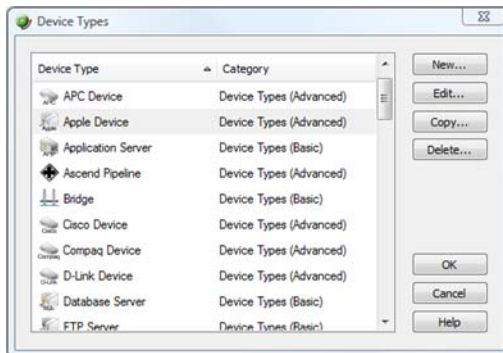 Device Types
Device Type Category
APC Device Device Types (Advanced)
Apple Device Device Types (Advanced)
Application Server Device Types (Basic)
Ascend Pipeline Device Types (Advanced)
Bridge Device Types (Basic)
Cisco Device Device Types (Advanced)
Compaq Device Device Types (Advanced)
D-Link Device Device Types (Advanced)
Database Server Device Types (Basic)
FTP Server Device Types (Basic)
New...
Edit...
Copy...
Delete...
OK
Cancel
Help